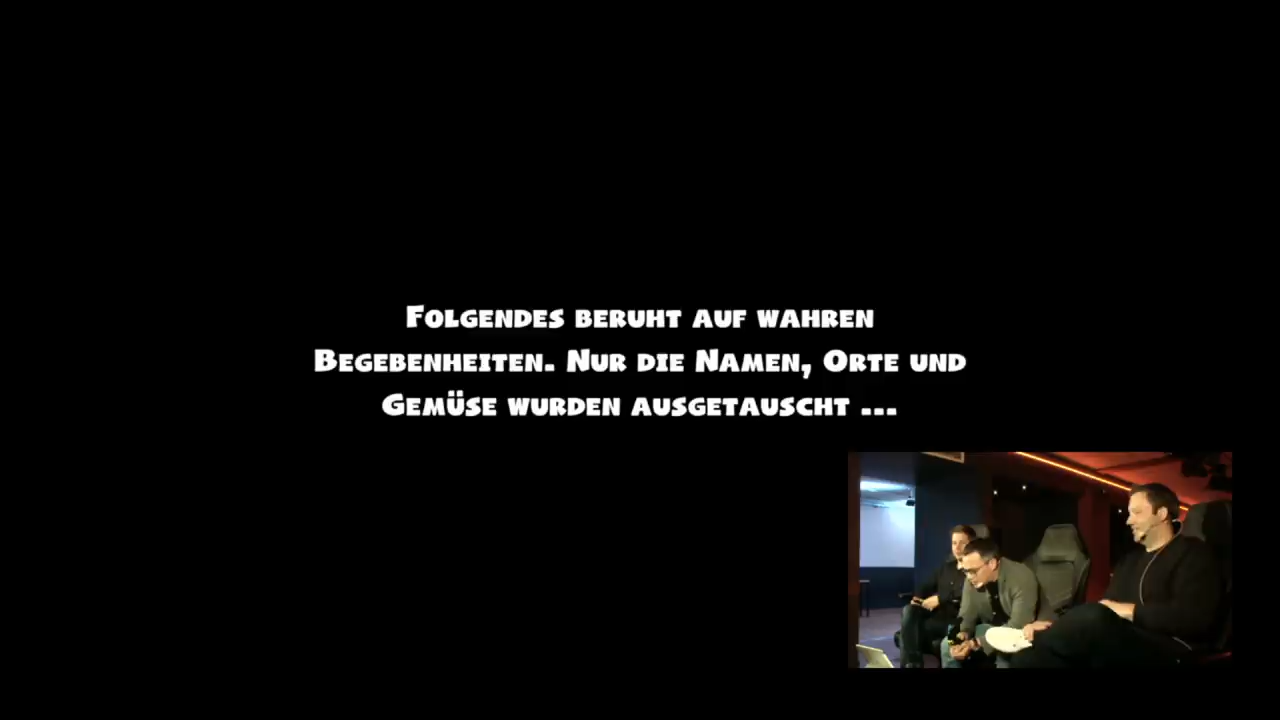 Folgendes beruht auf wahren
Begebenheiten. Nur die Namen, Orte und
Gemüse wurden ausgetauscht ...